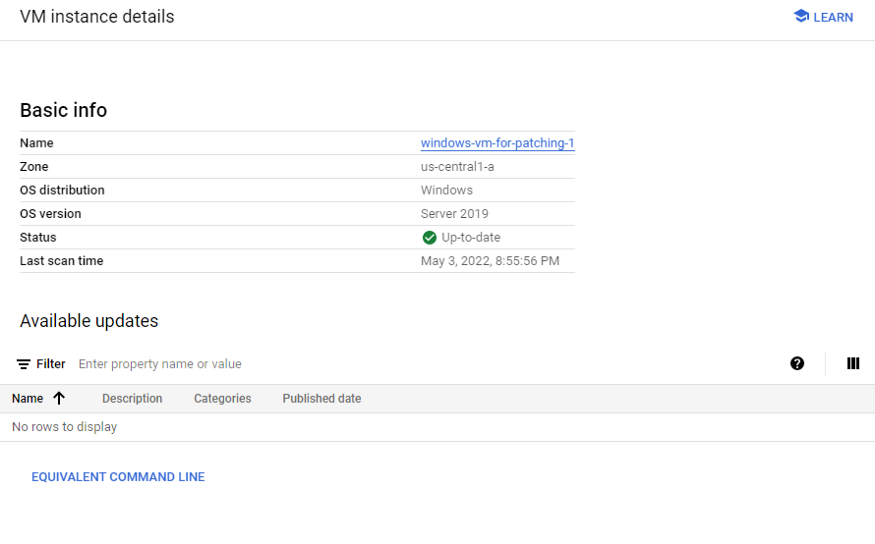 VM instance details
LEARN
Basic info
Name windows-vm-for-patching-1
Zone us-central1-a
OS distribution Windows
OS version Server 2019
Status Up-to-date
Last scan time May 3, 2022, 8:55:56 PM
Available updates
Filter Enter property name or value
Name Description Categories Published date
No rows to display
EQUIVALENT COMMAND LINE